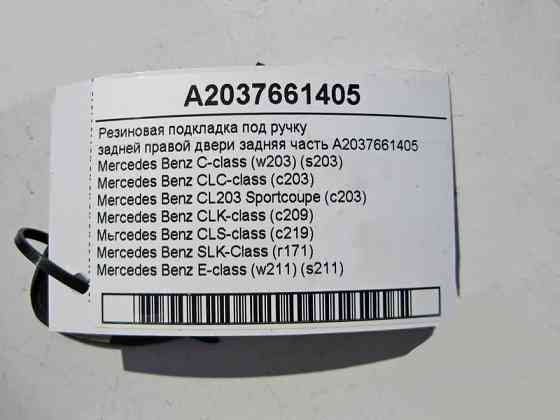 A2037661405
Резиновая подкладка под ручку
задней правой двери задняя часть A2037661405
Mercedes Benz C-class (w203) (s203)
Mercedes Benz CLC-class (c203)
Mercedes Benz CL203 Sportcoupe (c203)
Mercedes Benz CLK-class (c209)
Mercedes Benz CLS-class (c219)
Mercedes Benz SLK-Class (r171)
Mercedes Benz E-class (w211) (s211)